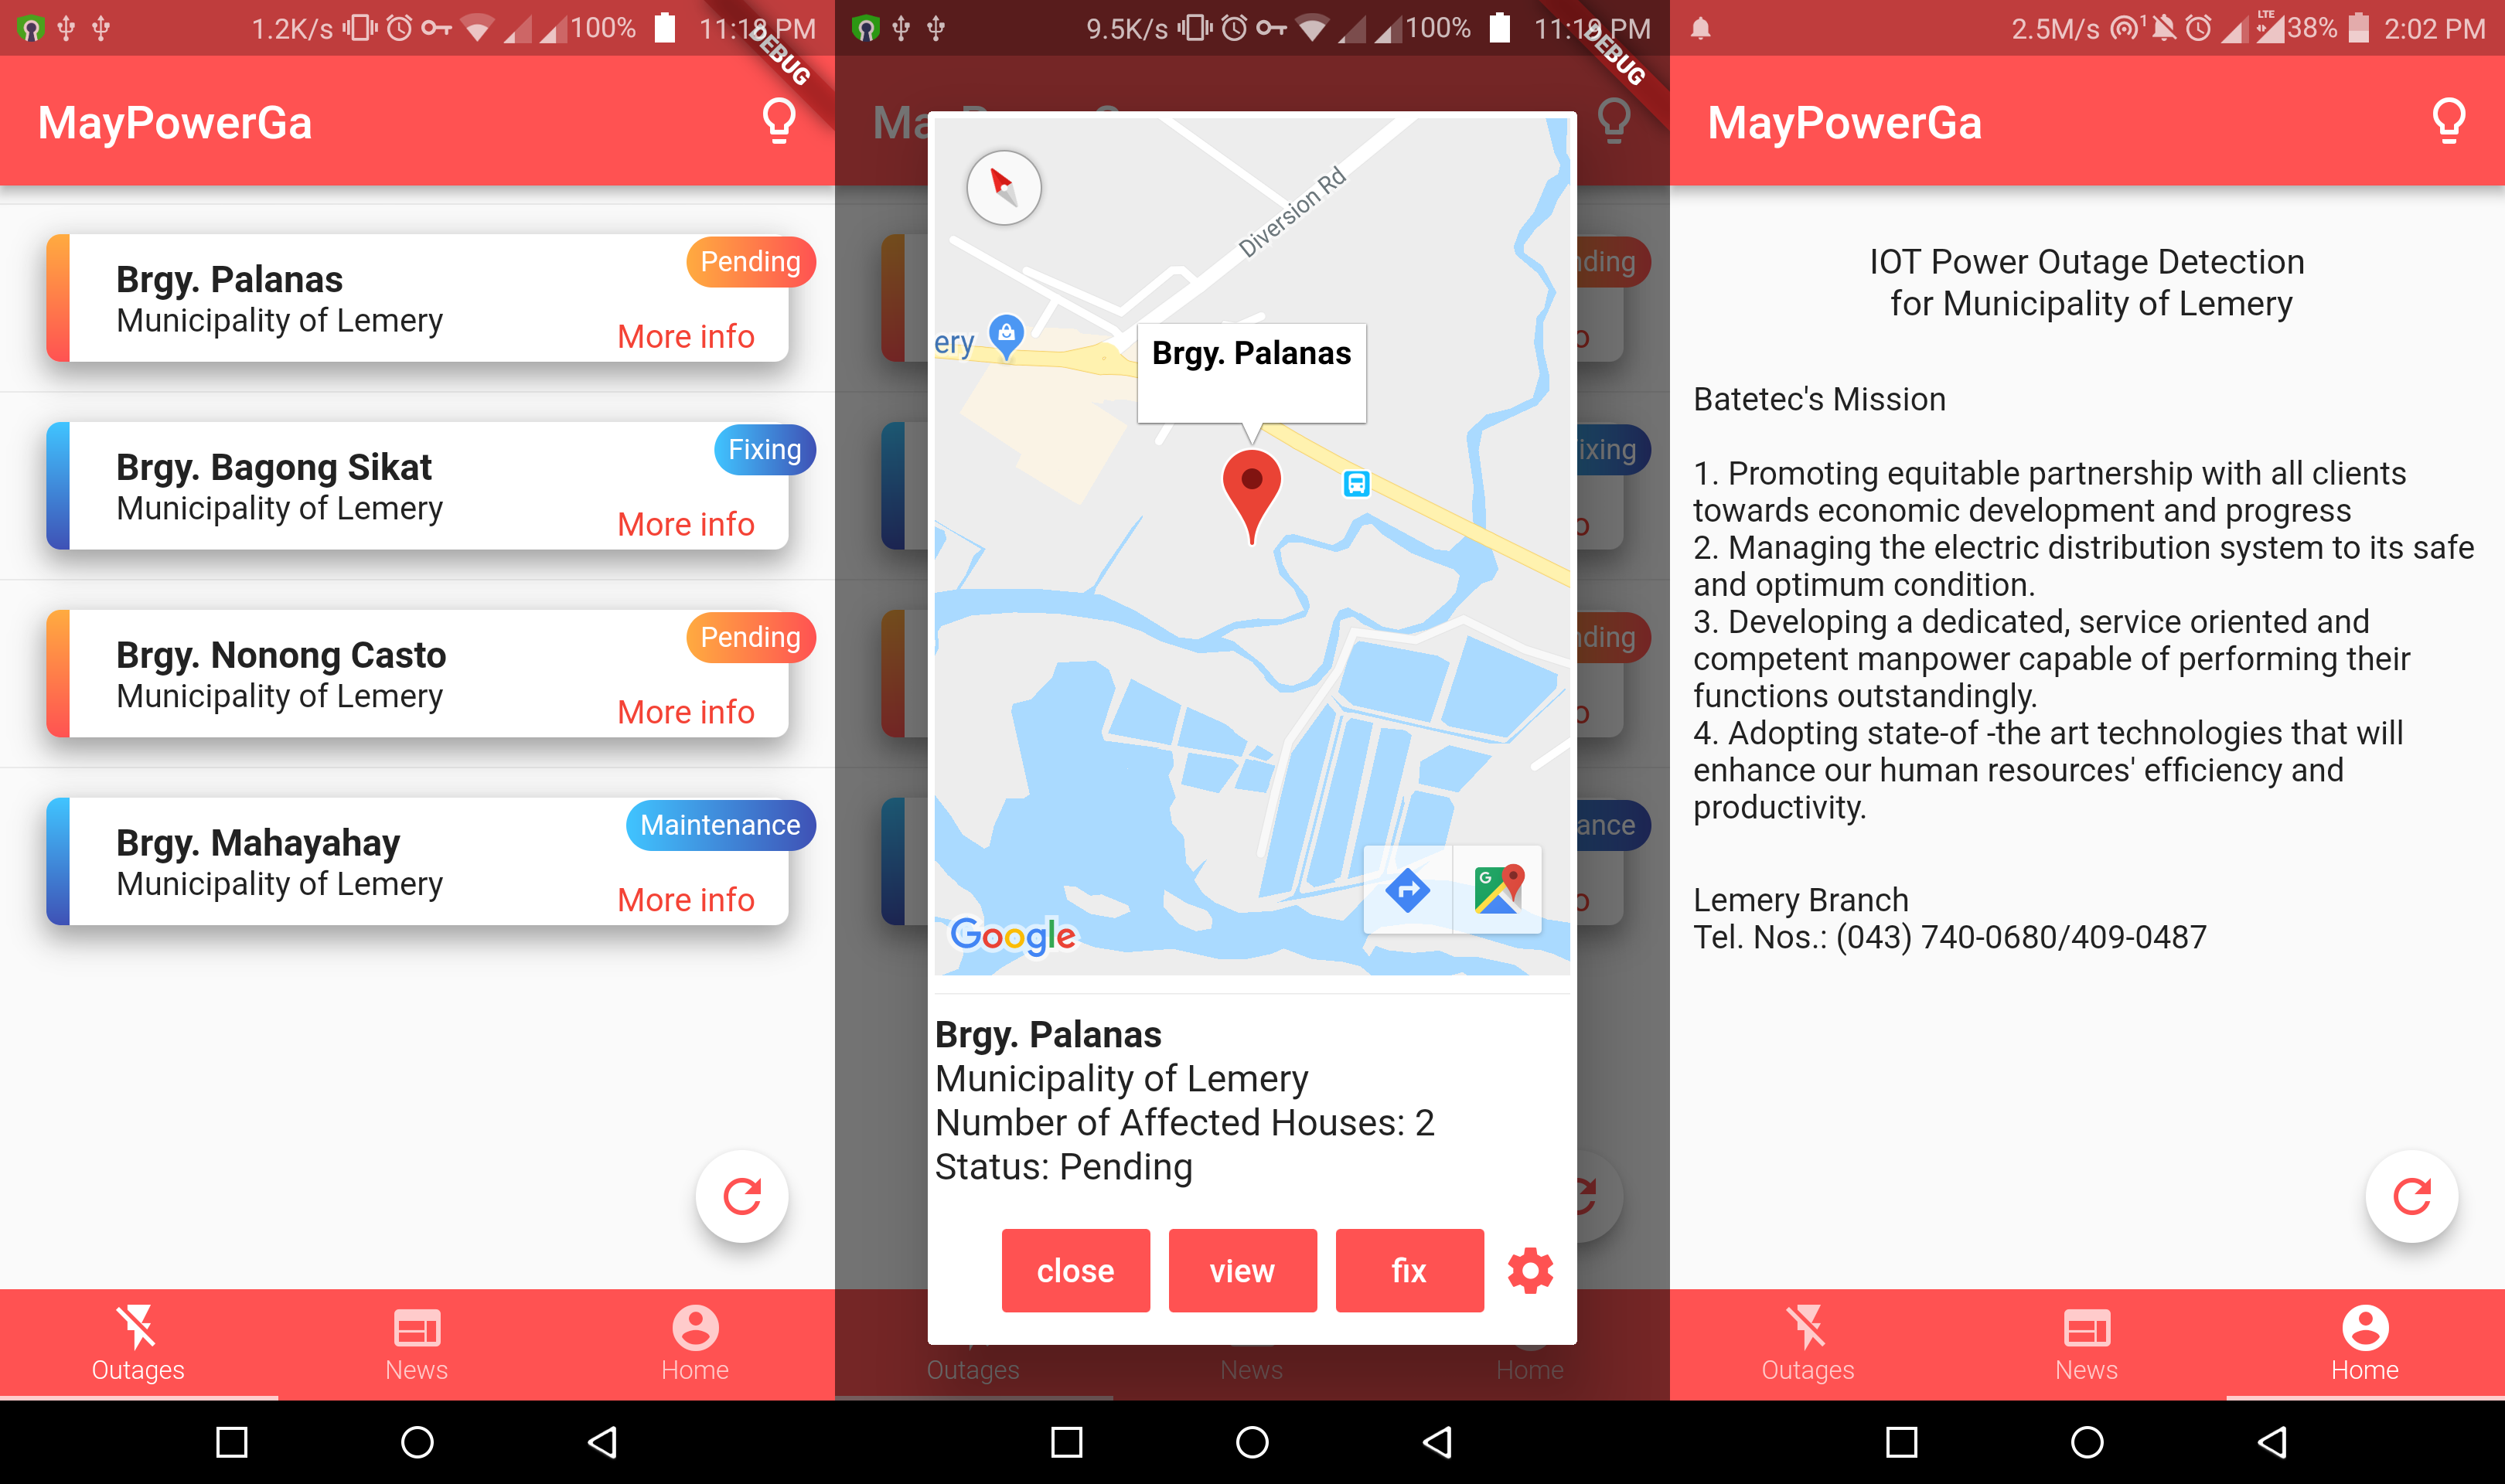 1.2K/s 100% 11:18 PM
DEBUG
MayPowerGa
Brgy. Palanas
Municipality of Lemery
Pending
More info
Brgy. Bagong Sikat
Municipality of Lemery
Fixing
More info
Brgy. Nonong Casto
Municipality of Lemery
Pending
More info
Brgy. Mahayahay
Municipality of Lemery
Maintenance
More info
Outages
News
Home
9.5K/s 100% 11:19 PM
DEBUG
Ma
Diversion Rd
ery
Brgy. Palanas
Google
G
nding
o
ixing
o
nding
o
ance
o
Brgy. Palanas
Municipality of Lemery
Number of Affected Houses: 2
Status: Pending
close
view
fix
Outages
News
Home
2.5M/s 1 LTE 38% 2:02 PM
MayPowerGa
IOT Power Outage Detection
for Municipality of Lemery
Batetec's Mission
1. Promoting equitable partnership with all clients
towards economic development and progress
2. Managing the electric distribution system to its safe
and optimum condition.
3. Developing a dedicated, service oriented and
competent manpower capable of performing their
functions outstandingly.
4. Adopting state-of -the art technologies that will
enhance our human resources' efficiency and
productivity.
Lemery Branch
Tel. Nos.: (043) 740-0680/409-0487
Outages
News
Home